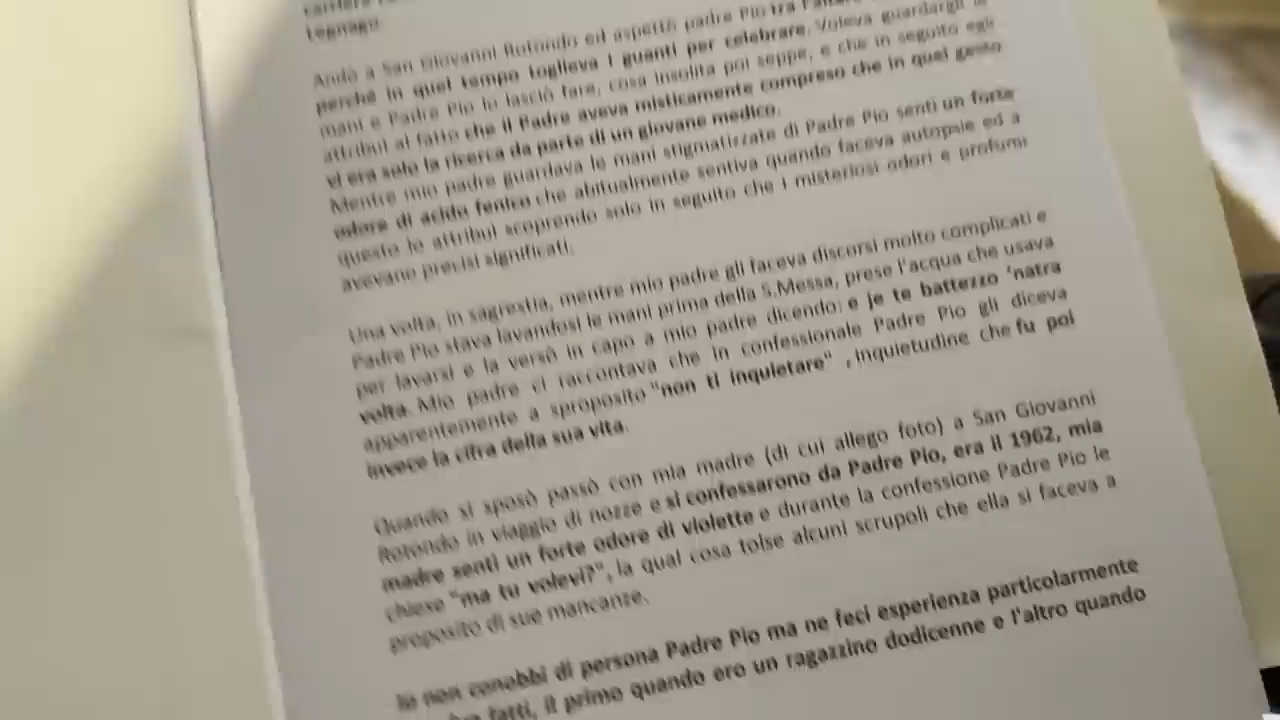 Legnago.
Andò a San Giovanni Rotondo ed aspettò padre Pio tra l'altare
perché in quel tempo toglieva i guanti per celebrare. Voleva guardargli le
mani e Padre Pio lo lasciò fare, cosa insolita poi seppe, e che in seguito egli
attribuì al fatto che il Padre aveva misticamente compreso che in quel gesto
vi era solo la ricerca da parte di un giovane medico.
Mentre mio padre guardava le mani stigmatizzate di Padre Pio sentì un forte
odore di acido fenico che abitualmente sentiva quando faceva autopsie ed a
questo lo attribuì scoprendo solo in seguito che i misteriosi odori e profumi
avevano precisi significati.
Una volta, in sagrestia, mentre mio padre gli faceva discorsi molto complicati e
Padre Pio stava lavandosi le mani prima della S.Messa, prese l'acqua che usava
per lavarsi e la versò in capo a mio padre dicendo: e je te battezzo 'natra
volta. Mio padre ci raccontava che in confessionale Padre Pio gli diceva
apparentemente a sproposito "non ti inquietare" , inquietudine che fu poi
invece la cifra della sua vita.
Quando si sposò passò con mia madre (di cui allego foto) a San Giovanni
Rotondo in viaggio di nozze e si confessarono da Padre Pio, era il 1962, mia
madre sentì un forte odore di violette e durante la confessione Padre Pio le
chiese "ma tu volevi?", la qual cosa tolse alcuni scrupoli che ella si faceva a
proposito di sue mancanze.
Io non conobbi di persona Padre Pio ma ne feci esperienza particolarmente
fatti, il primo quando ero un ragazzino dodicenne e l'altro quando